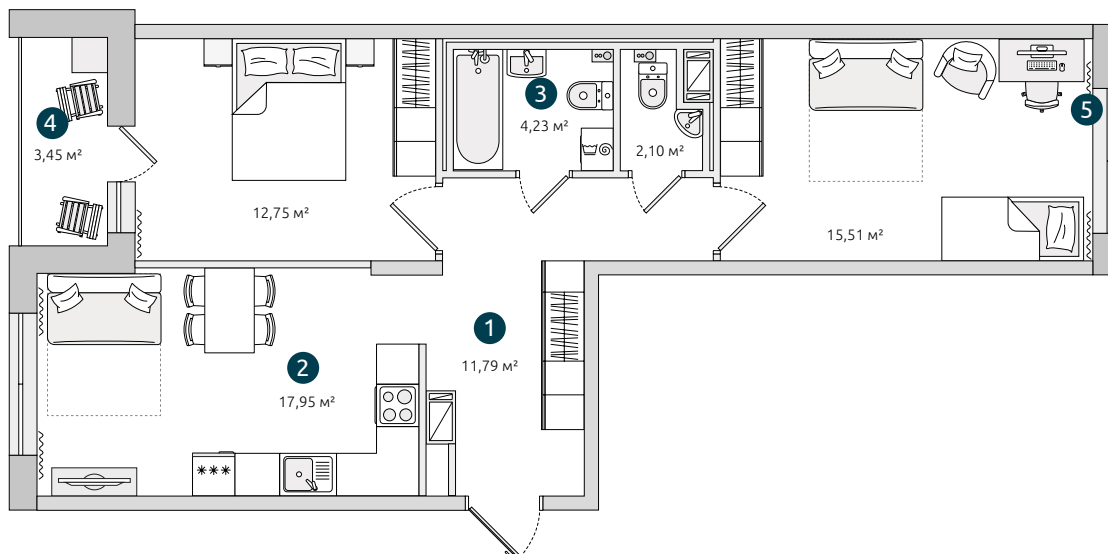 4
3,45 м²
12,75 м²
3
4,23 м²
2,10 м²
5
15,51 м²
1
11,79 м²
2
17,95 м²